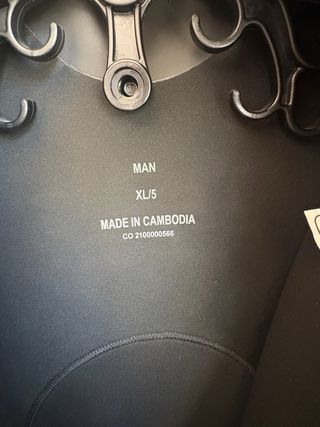 MAN
XL/5
MADE IN CAMBODIA
CO 2100000566